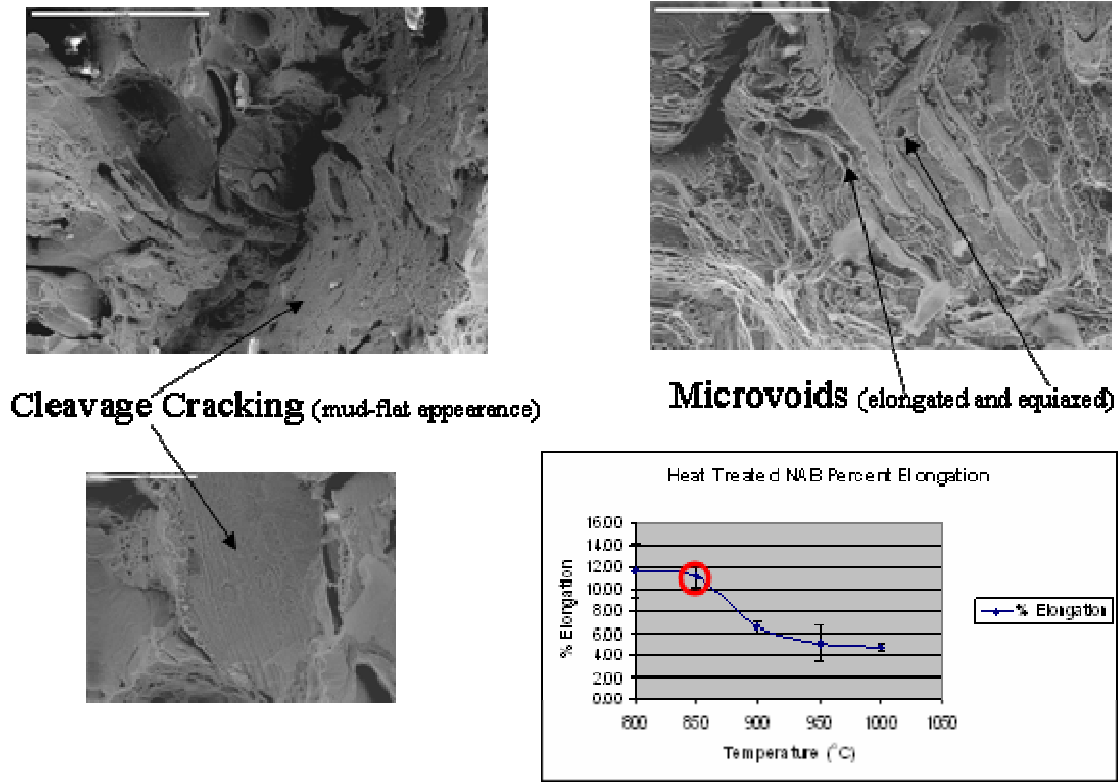 Cleavage Cracking (mud-flat appearance)
Microvoids (elongated and equiaxed)
Heat Treated NAB Percent Elongation
% Elongation
16.00
14.00
12.00
10.00
8.00
6.00
4.00
2.00
0.00
800 850 900 950 1000 1050
Temperature (°C)
% Elongation